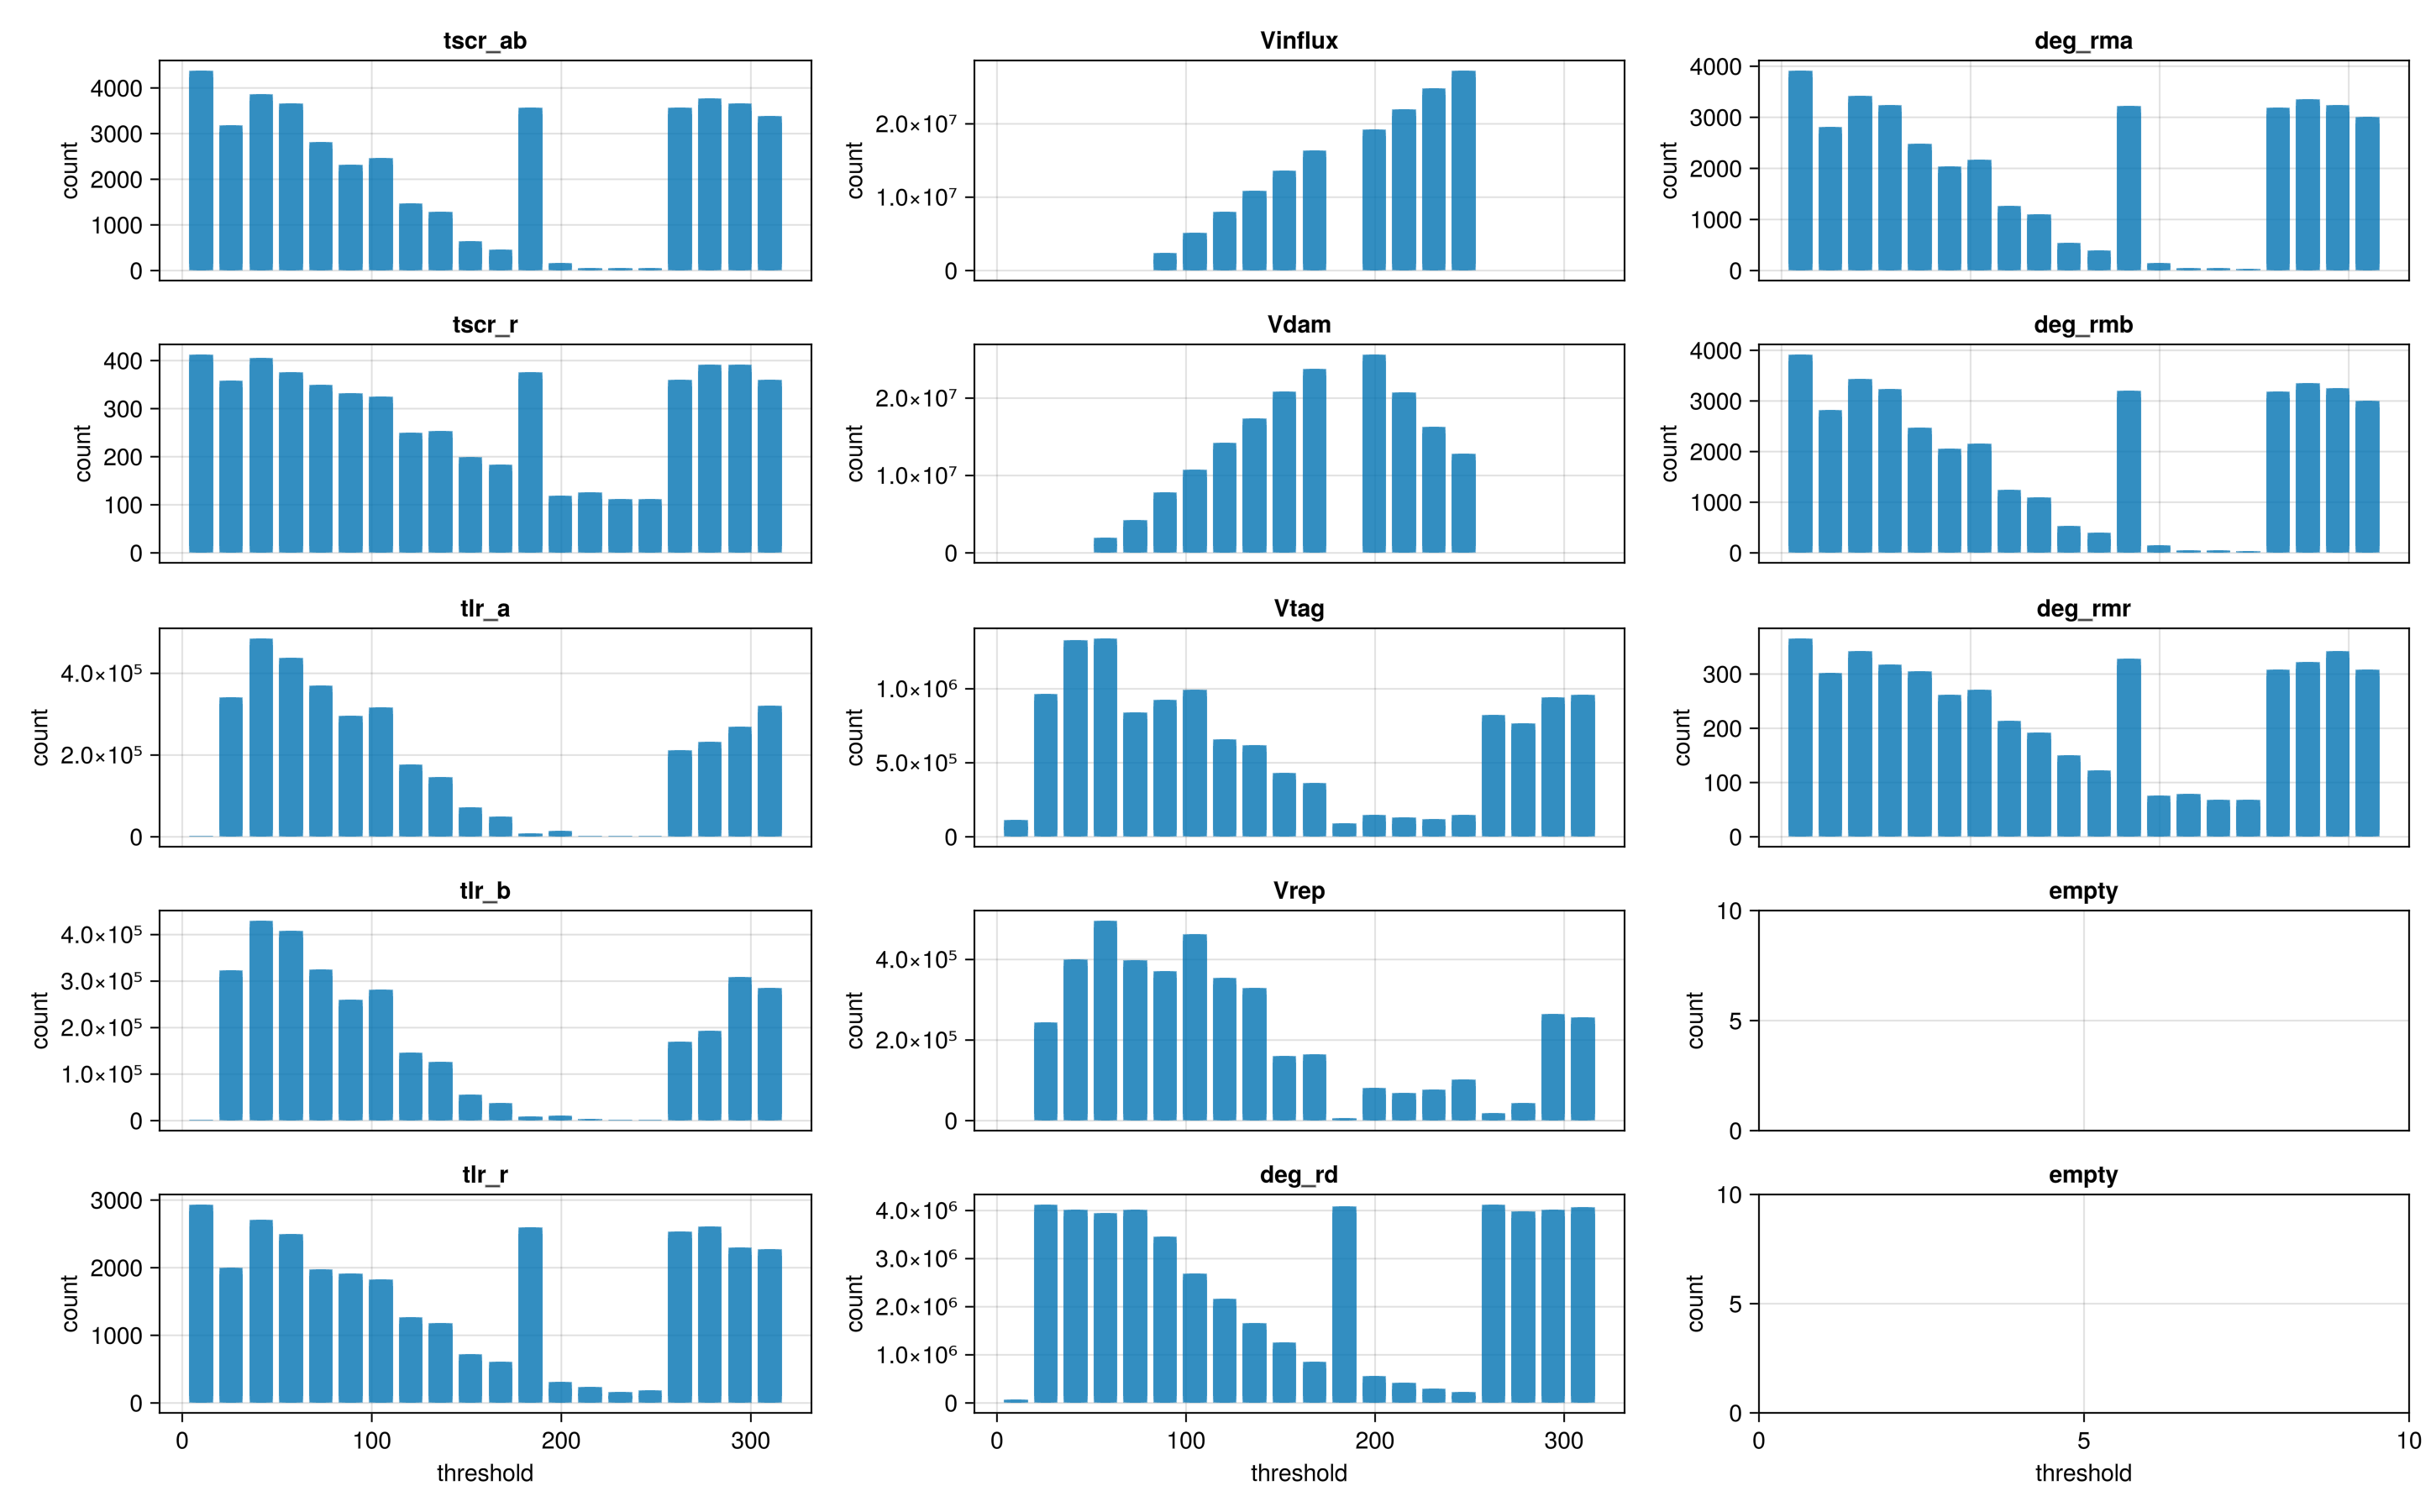 tscr_ab
count
4000
3000
2000
1000
0
Vinflux
count
2.0×10⁷
1.0×10⁷
0
deg_rma
count
4000
3000
2000
1000
0
tscr_r
count
400
300
200
100
0
Vdam
count
2.0×10⁷
1.0×10⁷
0
deg_rmb
count
4000
3000
2000
1000
0
tlr_a
count
4.0×10⁵
2.0×10⁵
0
Vtag
count
1.0×10⁶
5.0×10⁵
0
deg_rmr
count
300
200
100
0
tlr_b
count
4.0×10⁵
3.0×10⁵
2.0×10⁵
1.0×10⁵
0
Vrep
count
4.0×10⁵
2.0×10⁵
0
empty
count
10
5
0
tlr_r
count
3000
2000
1000
0
0 100 200 300
threshold
deg_rd
count
4.0×10⁶
3.0×10⁶
2.0×10⁶
1.0×10⁶
0
0 100 200 300
threshold
empty
count
10
5
0
0 5 10
threshold